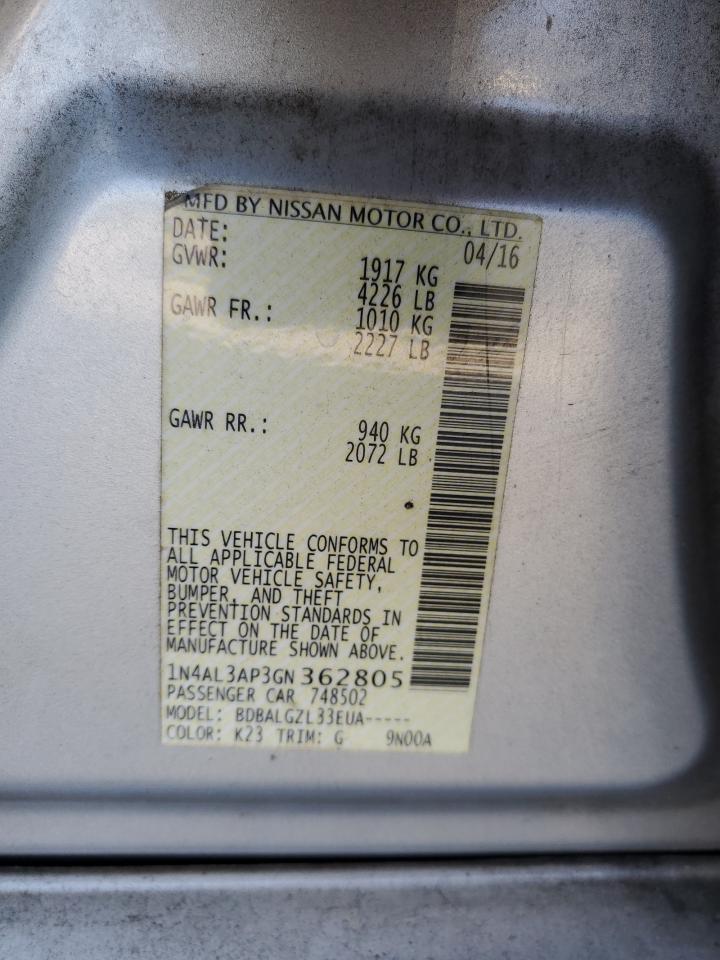 MFD BY NISSAN MOTOR CO., LTD.
DATE: 04/16
GVWR: 1917 KG
4226 LB
GAWR FR.: 1010 KG
2227 LB
GAWR RR.: 940 KG
2072 LB
THIS VEHICLE CONFORMS TO
ALL APPLICABLE FEDERAL
MOTOR VEHICLE SAFETY,
BUMPER, AND THEFT
PREVENTION STANDARDS IN
EFFECT ON THE DATE OF
MANUFACTURE SHOWN ABOVE.
1N4AL3AP3GN362805
PASSENGER CAR 748502
MODEL: BDBALGZL33EUA-----
COLOR: K23 TRIM: G 9N00A